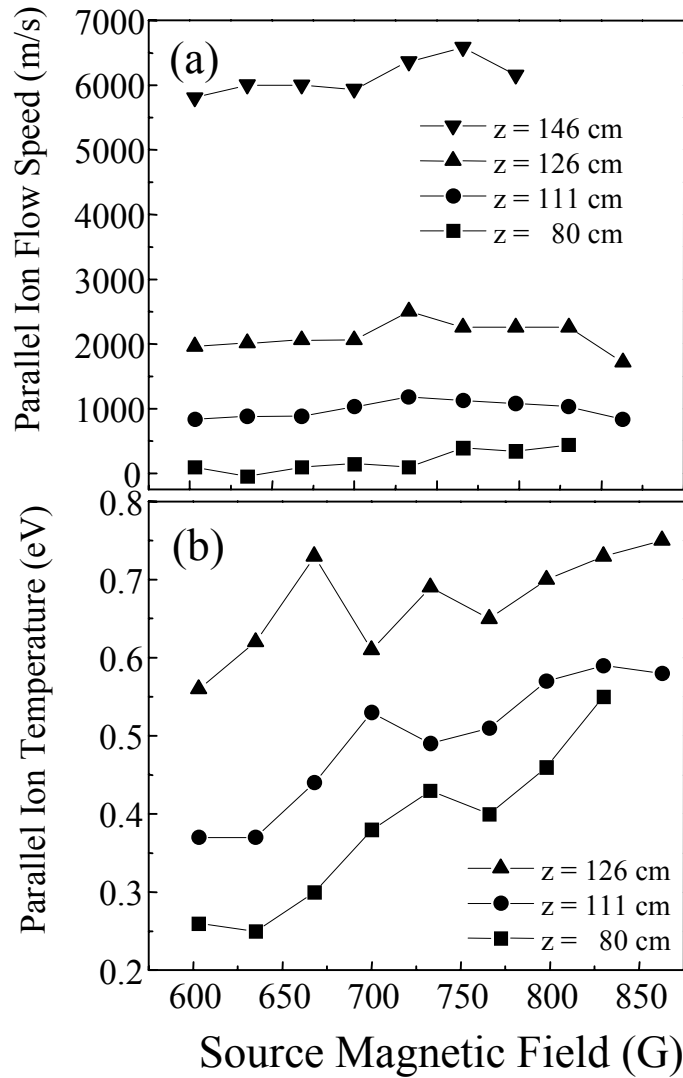 7000
6000
5000
4000
3000
2000
1000
0
Parallel Ion Flow Speed (m/s)
(a)
z = 146 cm
z = 126 cm
z = 111 cm
z = 80 cm
0.8
0.7
0.6
0.5
0.4
0.3
0.2
Parallel Ion Temperature (eV)
(b)
z = 126 cm
z = 111 cm
z = 80 cm
600 650 700 750 800 850
Source Magnetic Field (G)